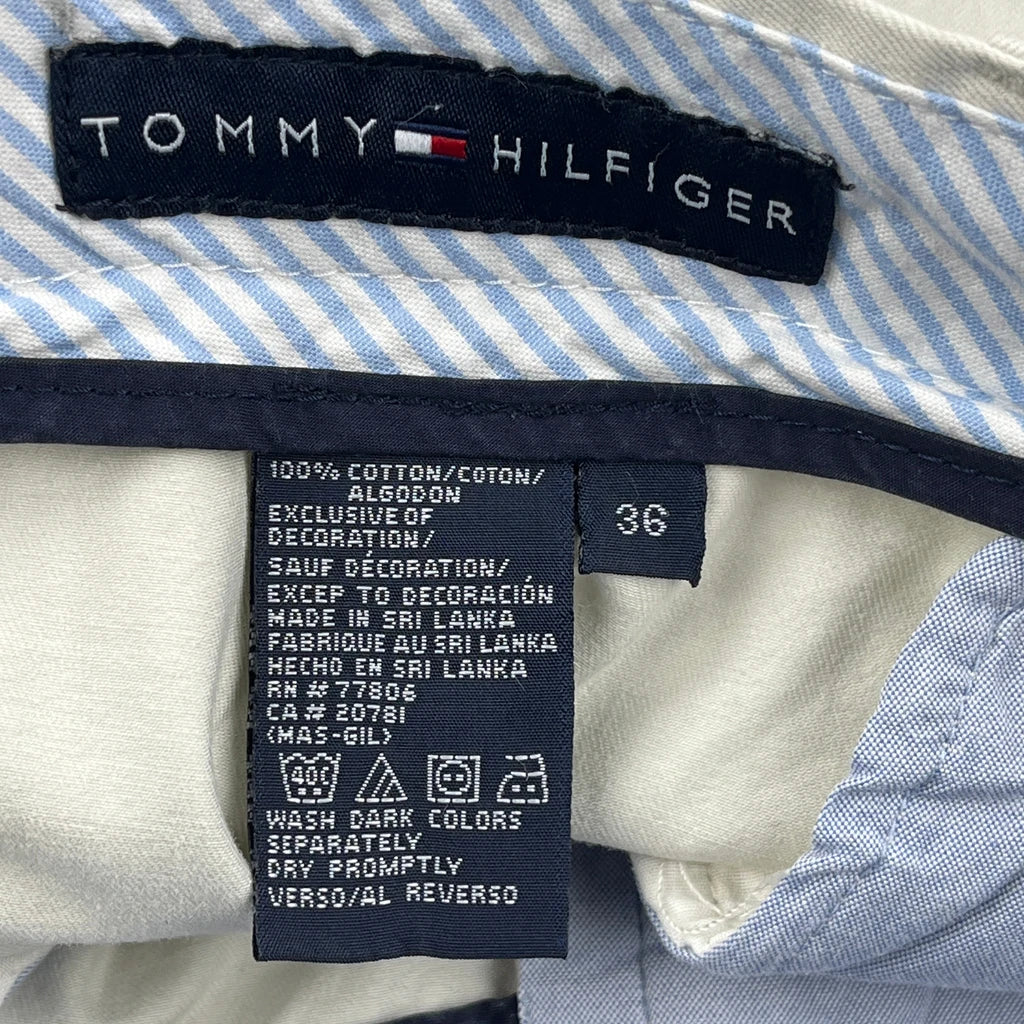 TOMMY HILFIGER
100% COTTON/COTON/
ALGODON
EXCLUSIVE OF
DECORATION/
SAUF DÉCORATION/
EXCEP TO DECORACIÓN
MADE IN SRI LANKA
FABRIQUE AU SRI LANKA
HECHO EN SRI LANKA
RN # 77806
CA # 20781
(MAS-GIL)
40C
WASH DARK COLORS
SEPARATELY
DRY PROMPTLY
VERSO/AL REVERSO
36